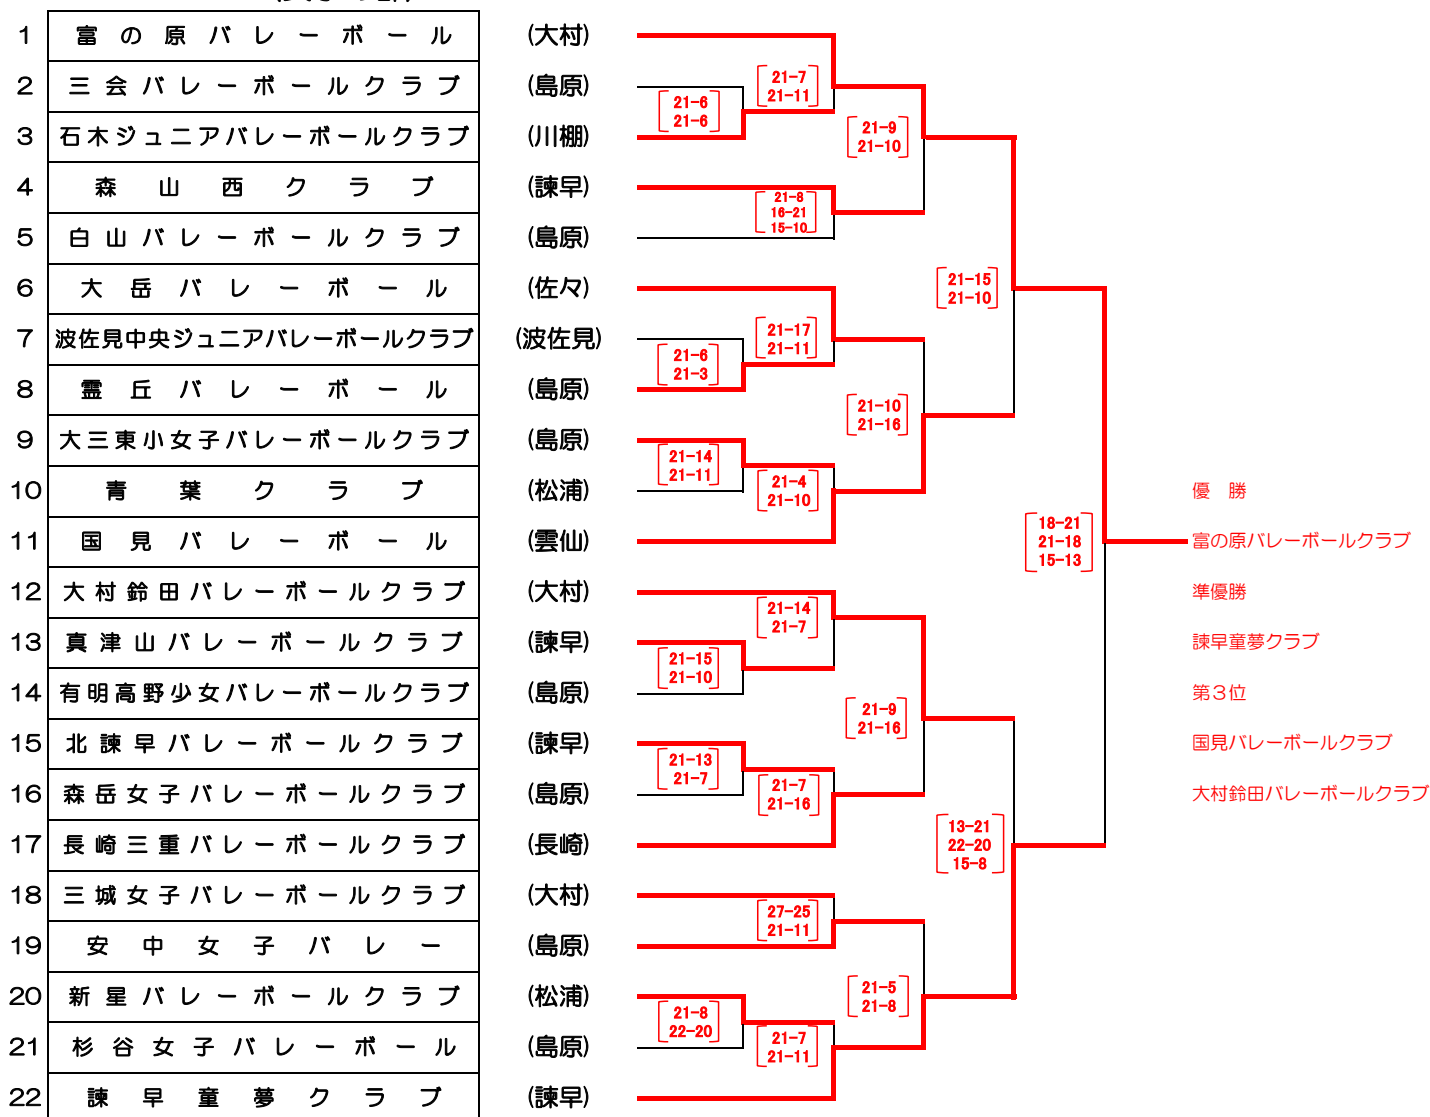 1 富の原バレーボール (大村)
2 三会バレーボールクラブ (島原)
3 石木ジュニアバレーボールクラブ (川棚)
4 森山西クラブ (諫早)
5 白山バレーボールクラブ (島原)
6 大岳バレーボール (佐々)
7 波佐見中央ジュニアバレーボールクラブ (波佐見)
8 霊丘バレーボール (島原)
9 大三東小女子バレーボールクラブ (島原)
10 青葉クラブ (松浦)
11 国見バレーボール (雲仙)
12 大村鈴田バレーボールクラブ (大村)
13 真津山バレーボールクラブ (諫早)
14 有明高野少女バレーボールクラブ (島原)
15 北諫早バレーボールクラブ (諫早)
16 森岳女子バレーボールクラブ (島原)
17 長崎三重バレーボールクラブ (長崎)
18 三城女子バレーボールクラブ (大村)
19 安中女子バレー (島原)
20 新星バレーボールクラブ (松浦)
21 杉谷女子バレーボール (島原)
22 諫早童夢クラブ (諫早)
21-6
21-6
21-6
21-3
21-14
21-11
21-15
21-10
21-13
21-7
21-8
22-20
21-7
21-11
21-8
16-21
15-10
21-17
21-11
21-4
21-10
21-14
21-7
21-7
21-16
27-25
21-11
21-7
21-11
21-9
21-10
21-10
21-16
21-9
21-16
21-5
21-8
21-15
21-10
13-21
22-20
15-8
18-21
21-18
15-13
優 勝
富の原バレーボールクラブ
準優勝
諫早童夢クラブ
第3位
国見バレーボールクラブ
大村鈴田バレーボールクラブ